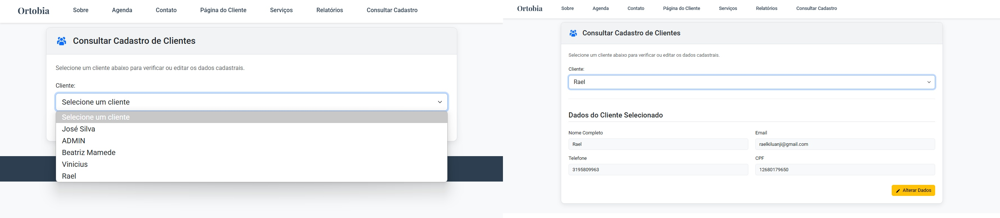 Ortobia Sobre Agenda Contato Página do Cliente Serviços Relatórios Consultar Cadastro
Consultar Cadastro de Clientes
Selecione um cliente abaixo para verificar ou editar os dados cadastrais.
Cliente:
Selecione um cliente
Selecione um cliente
José Silva
ADMIN
Beatriz Mamede
Vinicius
Rael
Ortobia Sobre Agenda Contato Página do Cliente Serviços Relatórios Consultar Cadastro
Consultar Cadastro de Clientes
Selecione um cliente abaixo para verificar ou editar os dados cadastrais.
Cliente:
Rael
Dados do Cliente Selecionado
Nome Completo Email
Rael raelkiluanji@gmail.com
Telefone CPF
3195809963 12680179650
Alterar Dados